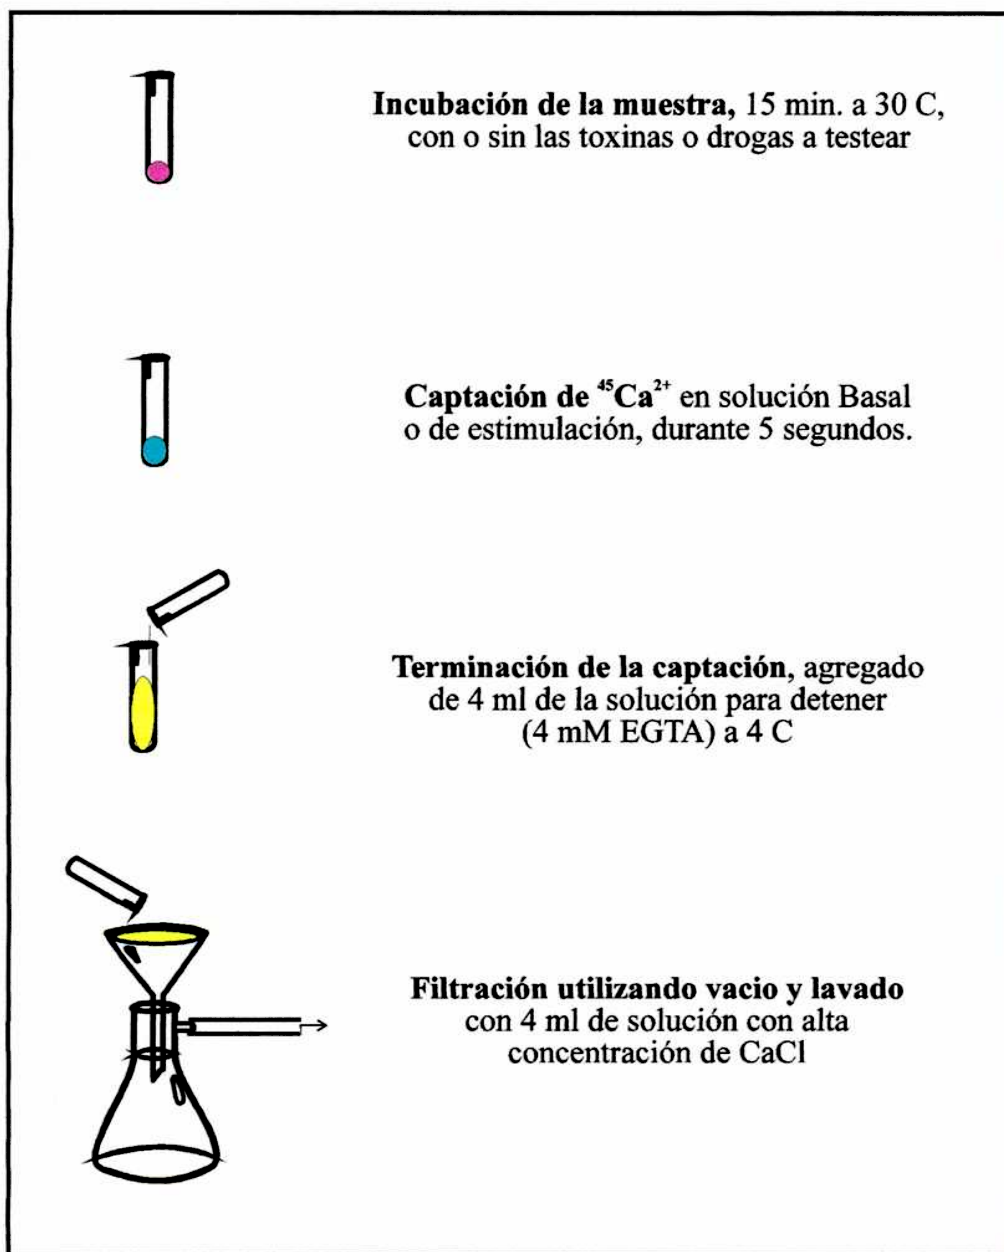 Incubación de la muestra, 15 min. a 30 C,
con o sin las toxinas o drogas a testear
Captación de ⁴⁵Ca²⁺ en solución Basal
o de estimulación, durante 5 segundos.
Terminación de la captación, agregado
de 4 ml de la solución para detener
(4 mM EGTA) a 4 C
Filtración utilizando vacio y lavado
con 4 ml de solución con alta
concentración de CaCl